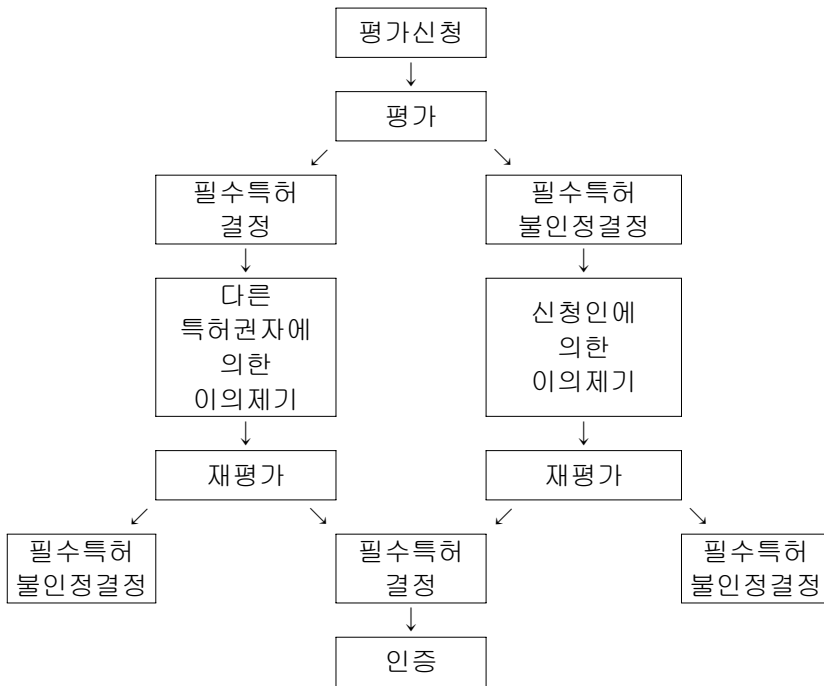 평가신청
평가
필수특허
결정
필수특허
불인정결정
다른
특허권자에
의한
이의제기
신청인에
의한
이의제기
재평가
재평가
필수특허
불인정결정
필수특허
결정
필수특허
불인정결정
인증